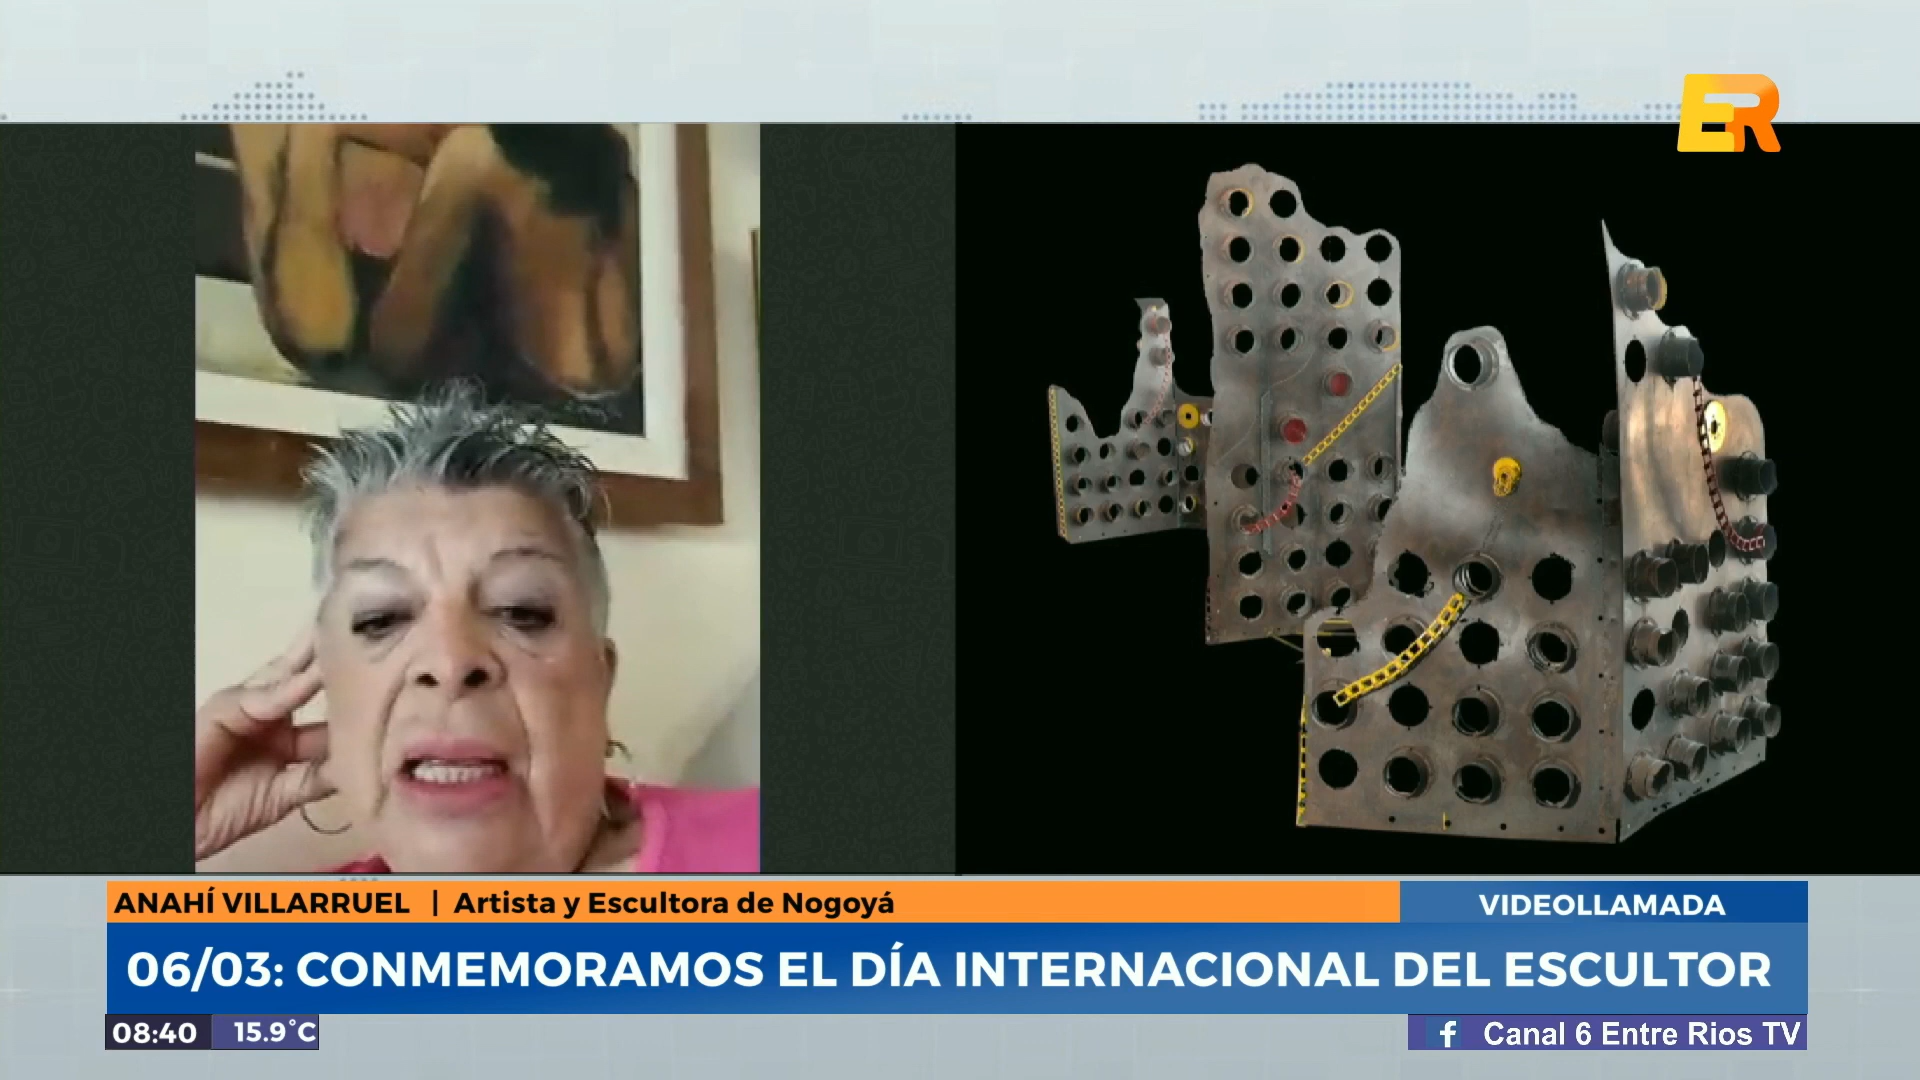 ER
ANAHÍ VILLARRUEL | Artista y Escultora de Nogoyá
VIDEOLLAMADA
06/03: CONMEMORAMOS EL DÍA INTERNACIONAL DEL ESCULTOR
08:40 15.9°C
f Canal 6 Entre Rios TV